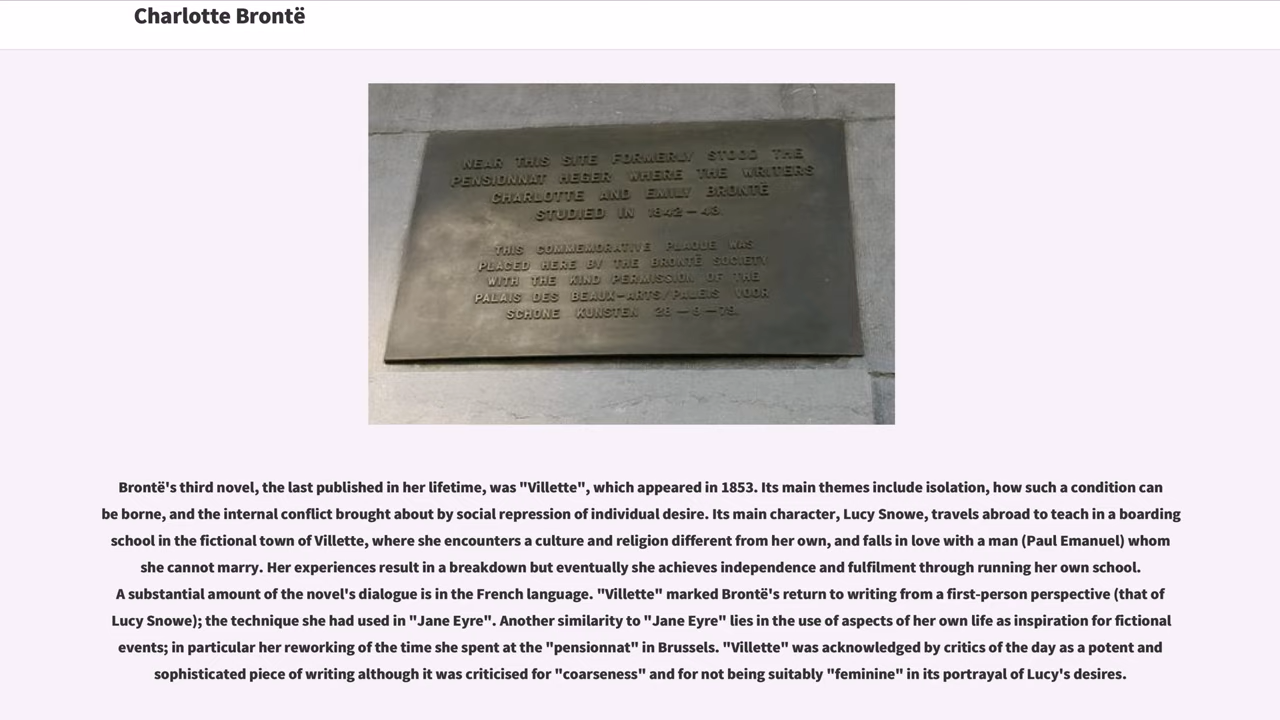 Charlotte Brontë
NEAR THIS SITE FORMERLY STOOD THE
PENSIONNAT HEGER WHERE THE WRITERS
CHARLOTTE AND EMILY BRONTË
STUDIED IN 1842–43.
THIS COMMEMORATIVE PLAQUE WAS
PLACED HERE BY THE BRONTË SOCIETY
WITH THE KIND PERMISSION OF THE
PALAIS DES BEAUX-ARTS/PALEIS VOOR
SCHONE KUNSTEN 28–9–79.
Brontë's third novel, the last published in her lifetime, was "Villette", which appeared in 1853. Its main themes include isolation, how such a condition can
be borne, and the internal conflict brought about by social repression of individual desire. Its main character, Lucy Snowe, travels abroad to teach in a boarding
school in the fictional town of Villette, where she encounters a culture and religion different from her own, and falls in love with a man (Paul Emanuel) whom
she cannot marry. Her experiences result in a breakdown but eventually she achieves independence and fulfilment through running her own school.
A substantial amount of the novel's dialogue is in the French language. "Villette" marked Brontë's return to writing from a first-person perspective (that of
Lucy Snowe); the technique she had used in "Jane Eyre". Another similarity to "Jane Eyre" lies in the use of aspects of her own life as inspiration for fictional
events; in particular her reworking of the time she spent at the "pensionnat" in Brussels. "Villette" was acknowledged by critics of the day as a potent and
sophisticated piece of writing although it was criticised for "coarseness" and for not being suitably "feminine" in its portrayal of Lucy's desires.